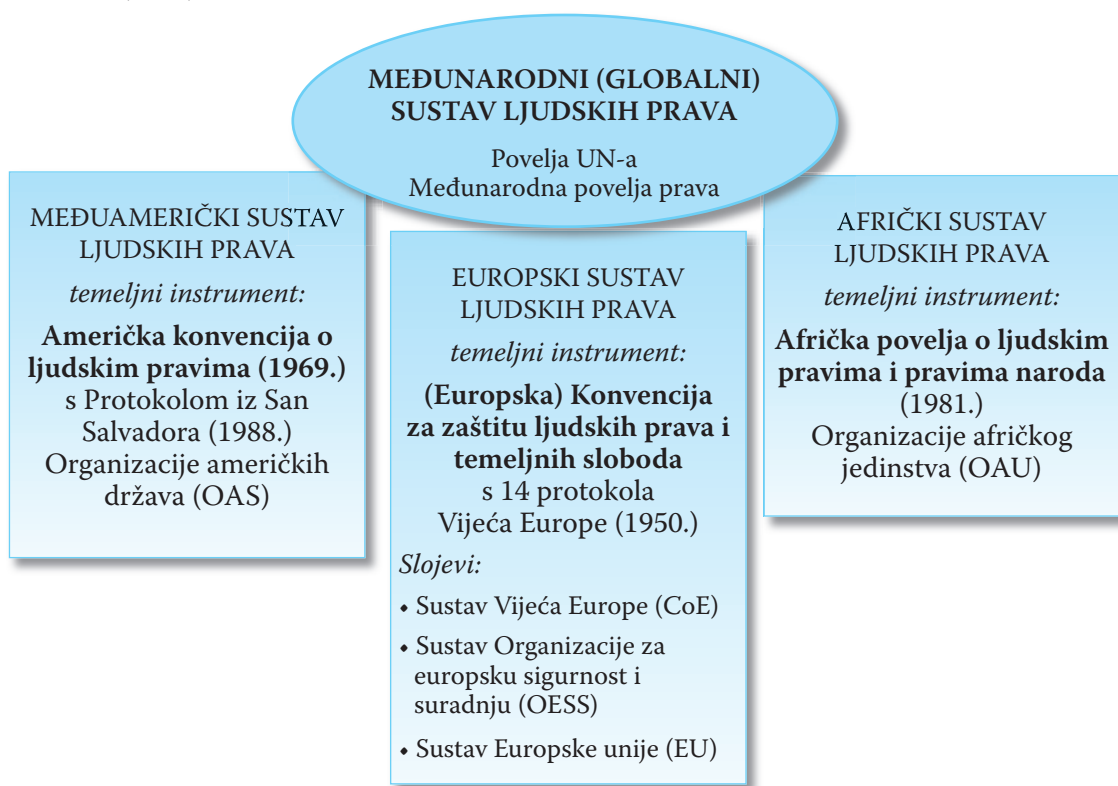 MEĐUNARODNI (GLOBALNI)
SUSTAV LJUDSKIH PRAVA
Povelja UN-a
Međunarodna povelja prava
MEĐUAMERIČKI SUSTAV
LJUDSKIH PRAVA
temeljni instrument:
Američka konvencija o
ljudskim pravima (1969.)
s Protokolom iz San
Salvadora (1988.)
Organizacije američkih
država (OAS)
EUROPSKI SUSTAV
LJUDSKIH PRAVA
temeljni instrument:
(Europska) Konvencija
za zaštitu ljudskih prava i
temeljnih sloboda
s 14 protokola
Vijeća Europe (1950.)
Slojevi:
• Sustav Vijeća Europe (CoE)
• Sustav Organizacije za
europsku sigurnost i
suradnju (OESS)
• Sustav Europske unije (EU)
AFRIČKI SUSTAV
LJUDSKIH PRAVA
temeljni instrument:
Afrička povelja o ljudskim
pravima i pravima naroda
(1981.)
Organizacije afričkog
jedinstva (OAU)